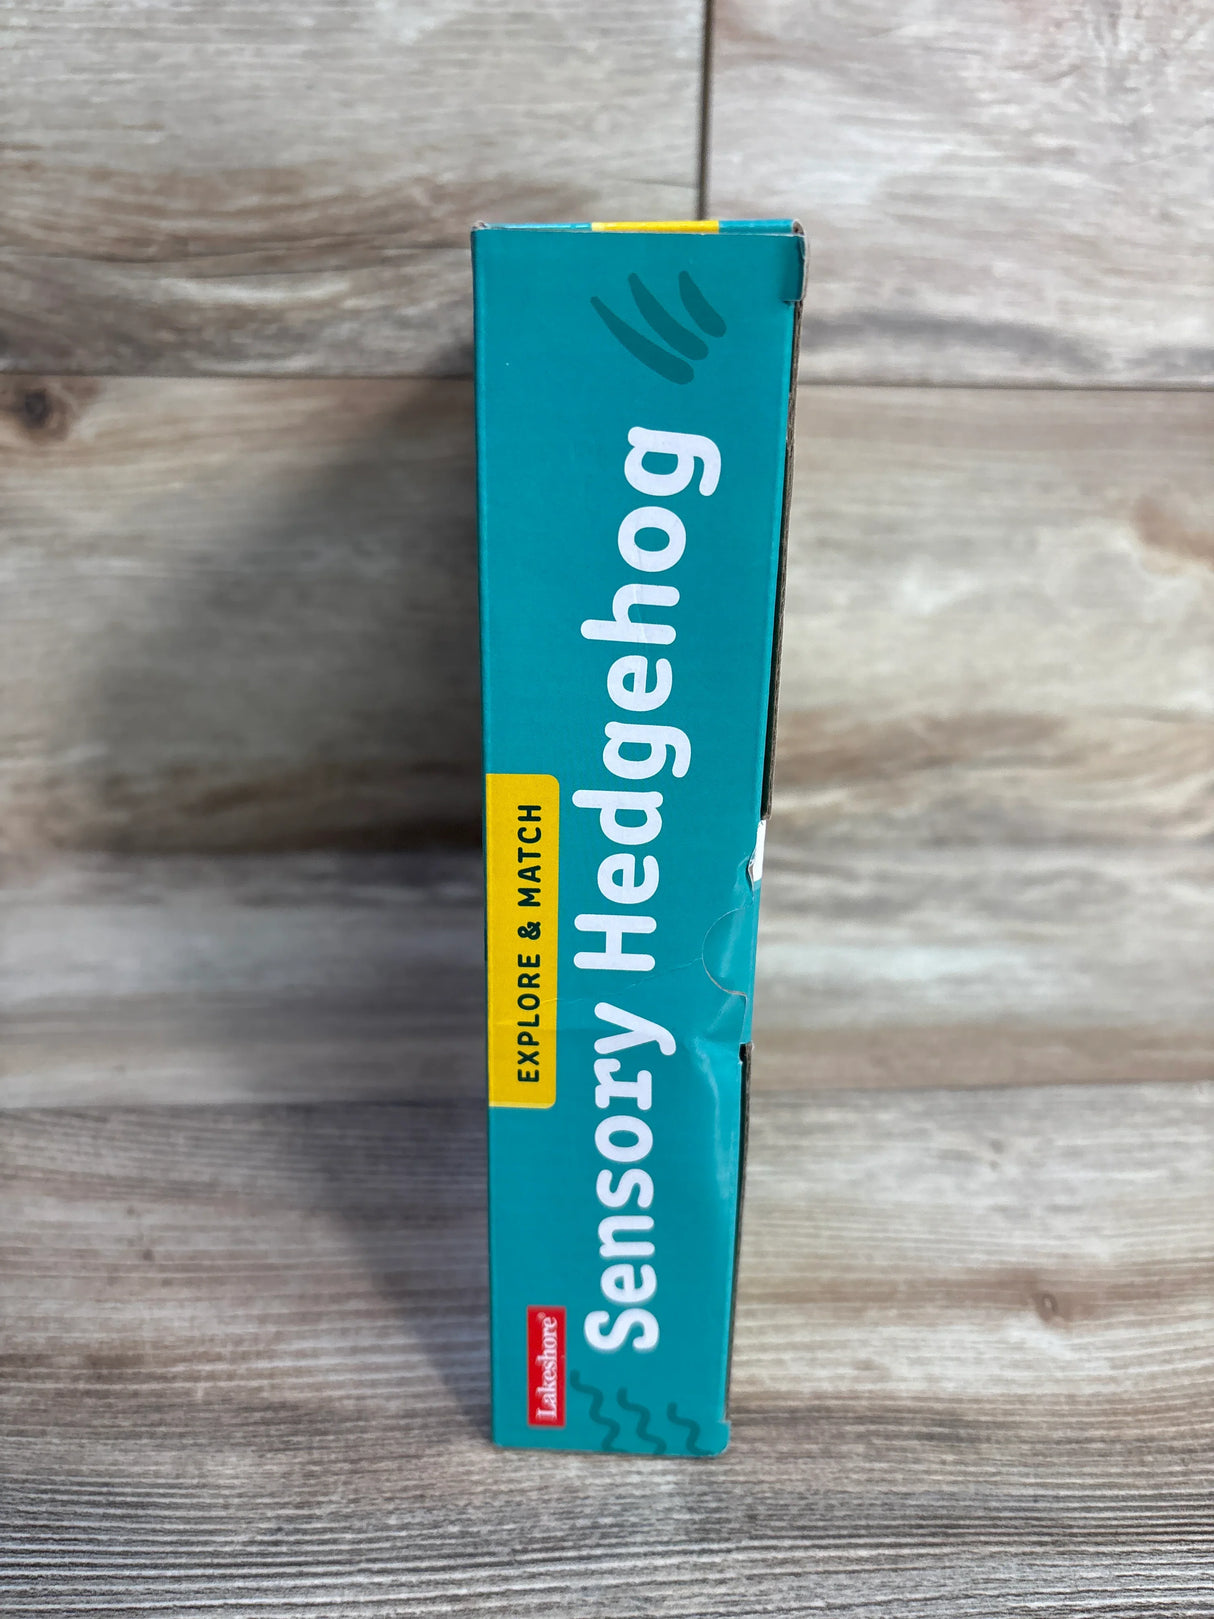 EXPLORE & MATCH
Sensory Hedgehog
Lakeshore®